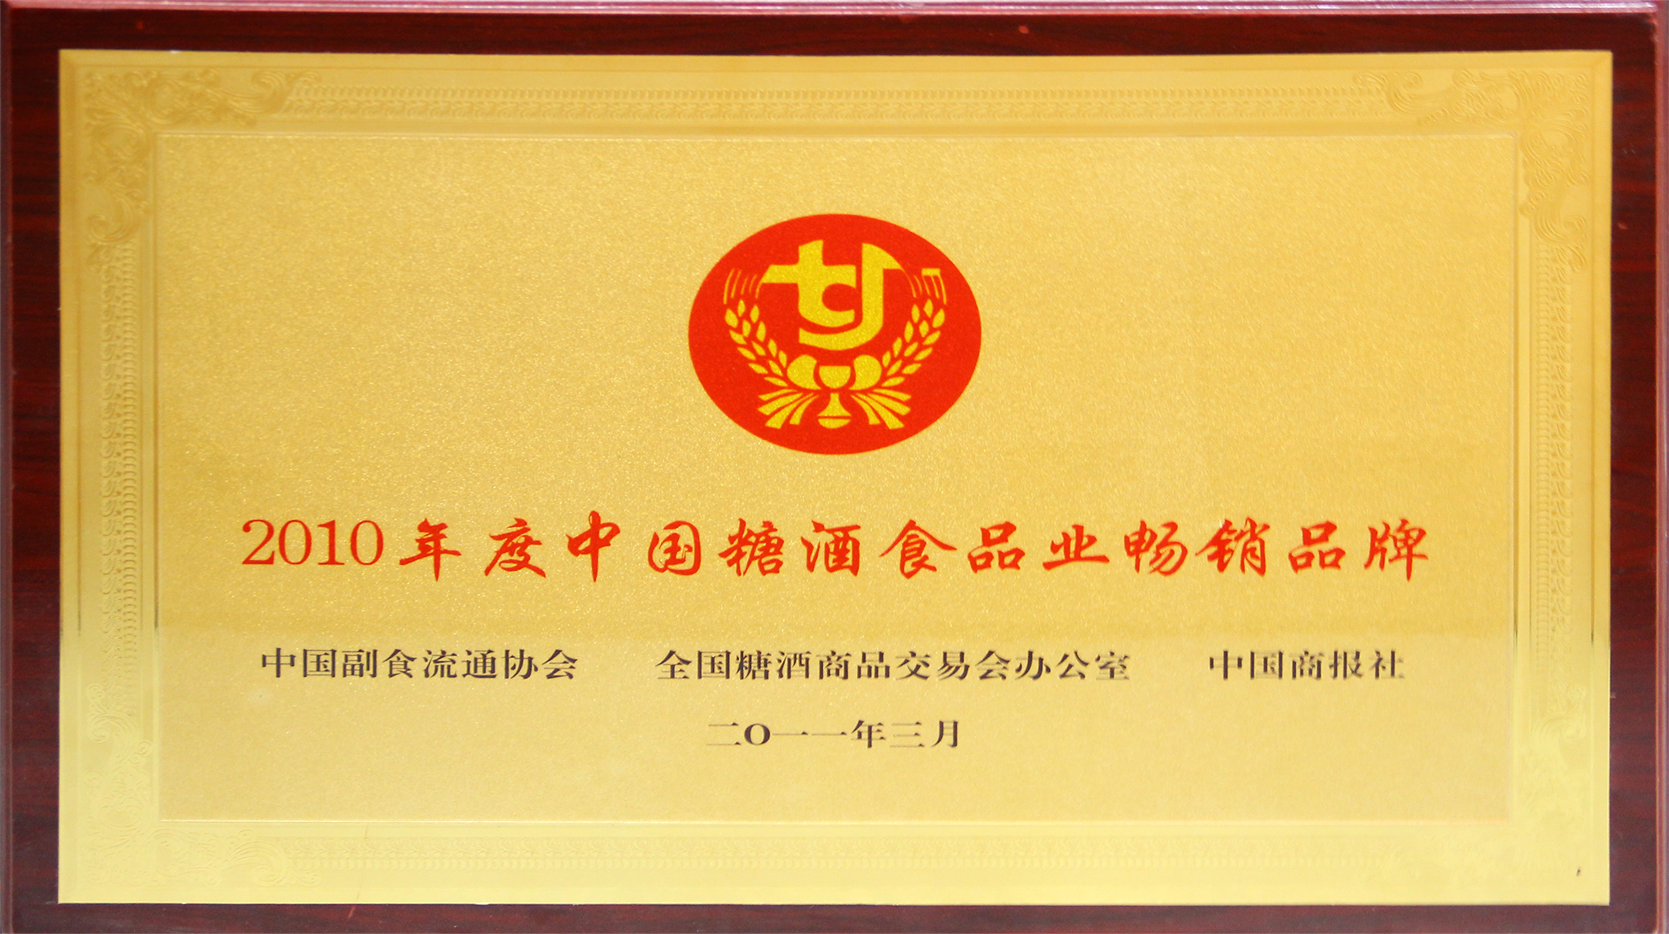 2010年度中国糖酒食品业畅销品牌
中国副食流通协会 全国糖酒商品交易会办公室 中国商报社
二O一一年三月